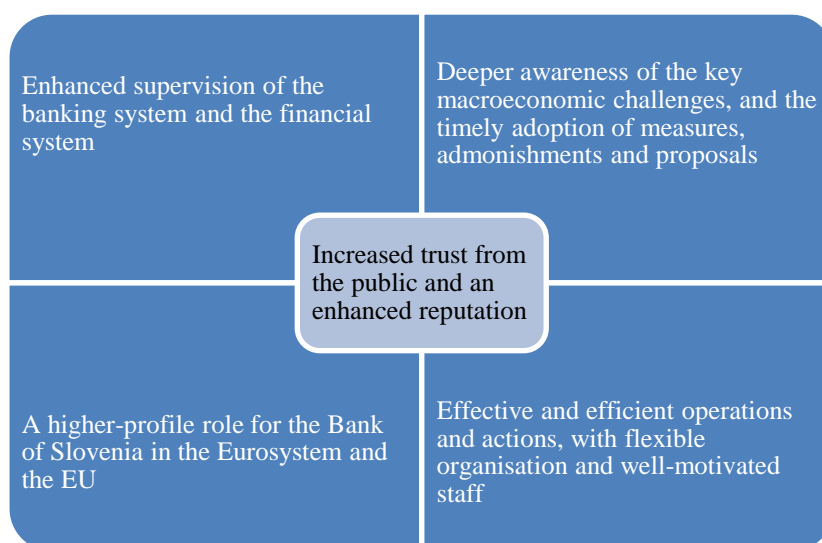 Enhanced supervision of the
banking system and the financial
system
Deeper awareness of the key
macroeconomic challenges, and the
timely adoption of measures,
admonishments and proposals
Increased trust from
the public and an
enhanced reputation
A higher-profile role for the Bank
of Slovenia in the Eurosystem and
the EU
Effective and efficient operations
and actions, with flexible
organisation and well-motivated
staff